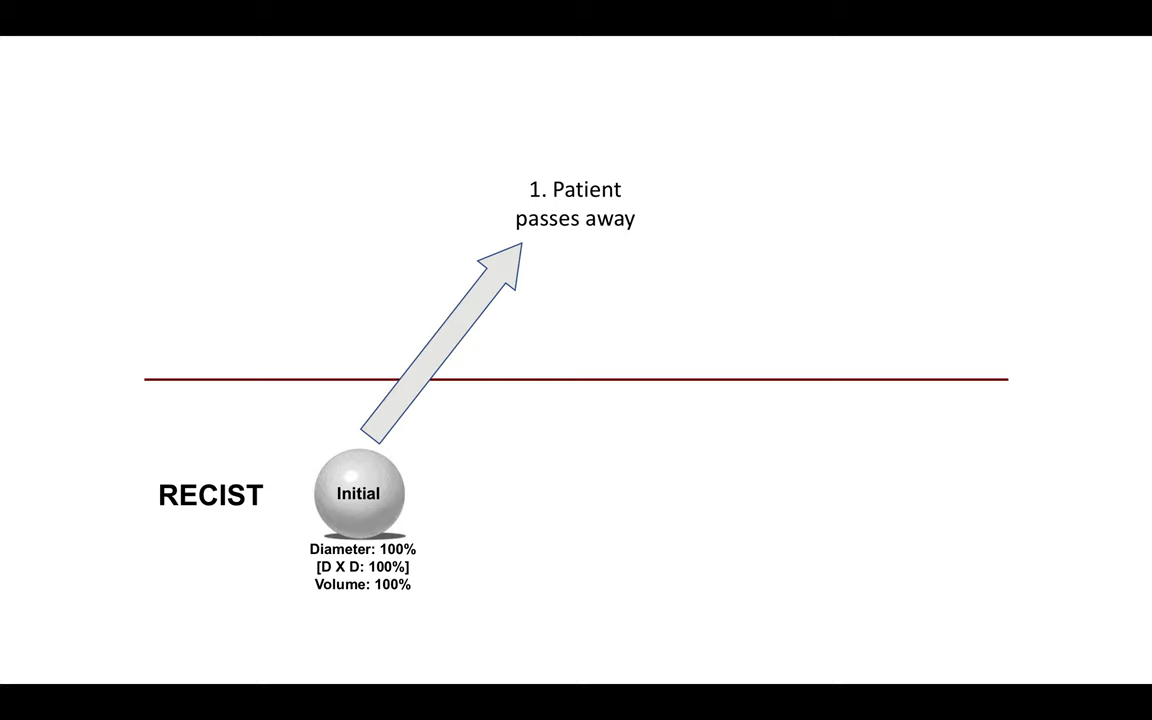 1. Patient
passes away
RECIST
Initial
Diameter: 100%
[D X D: 100%]
Volume: 100%